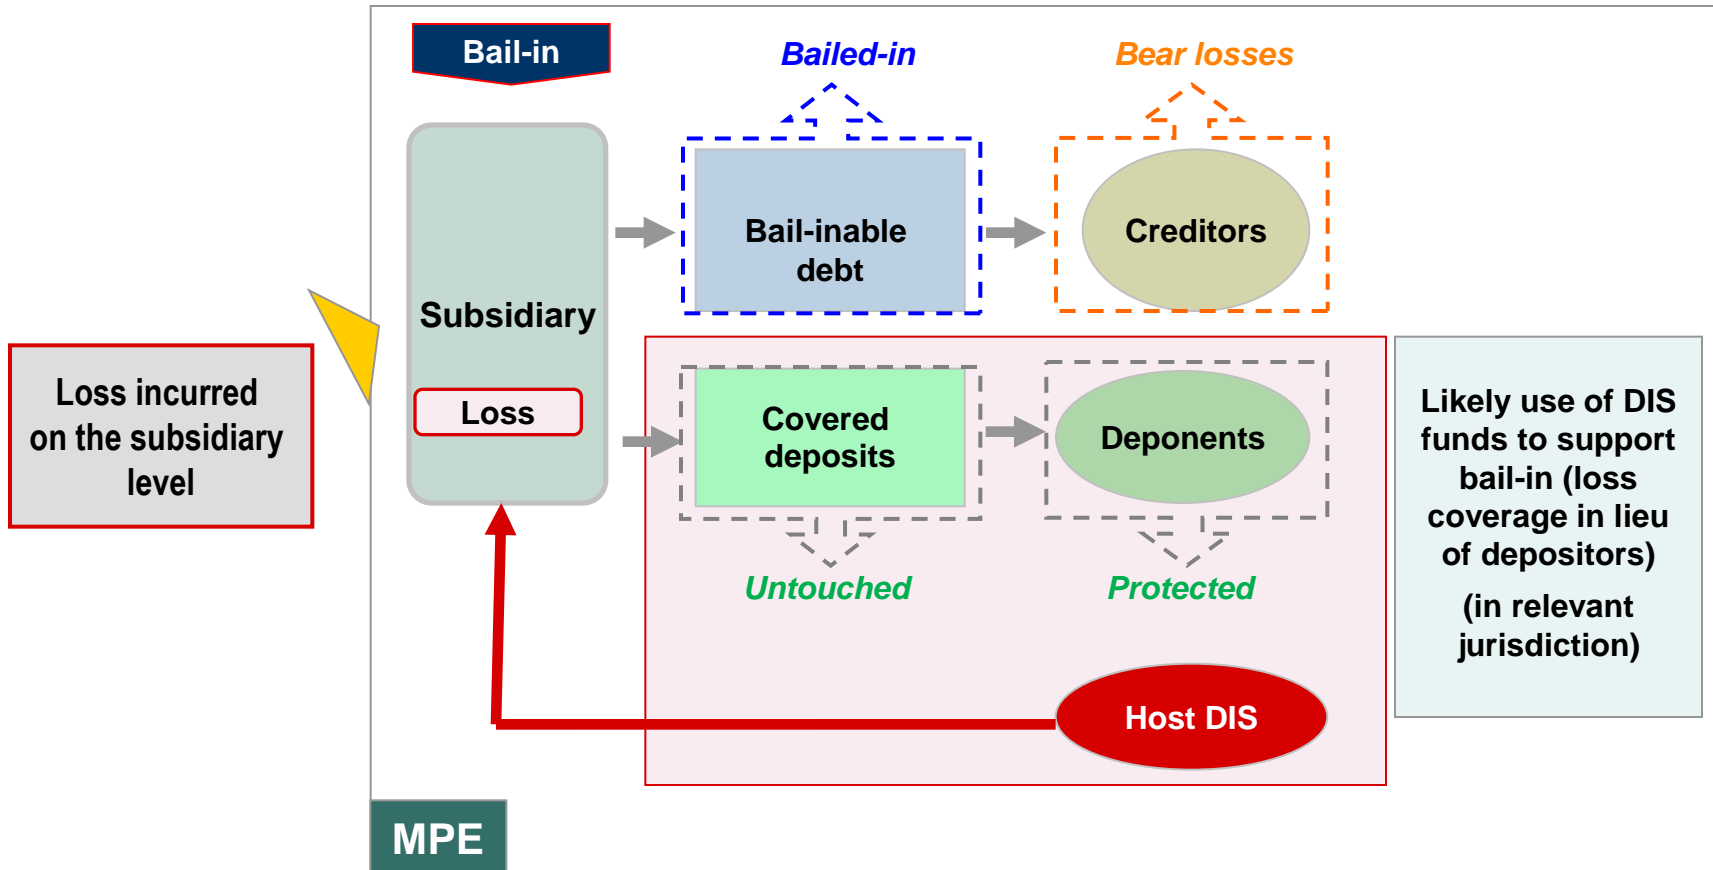 Bail-in
Bailed-in
Bear losses
Bail-inable
debt
Creditors
Subsidiary
Loss
Loss incurred
on the subsidiary
level
Covered
deposits
Deponents
Untouched
Protected
Host DIS
Likely use of DIS
funds to support
bail-in (loss
coverage in lieu
of depositors)
(in relevant
jurisdiction)
MPE